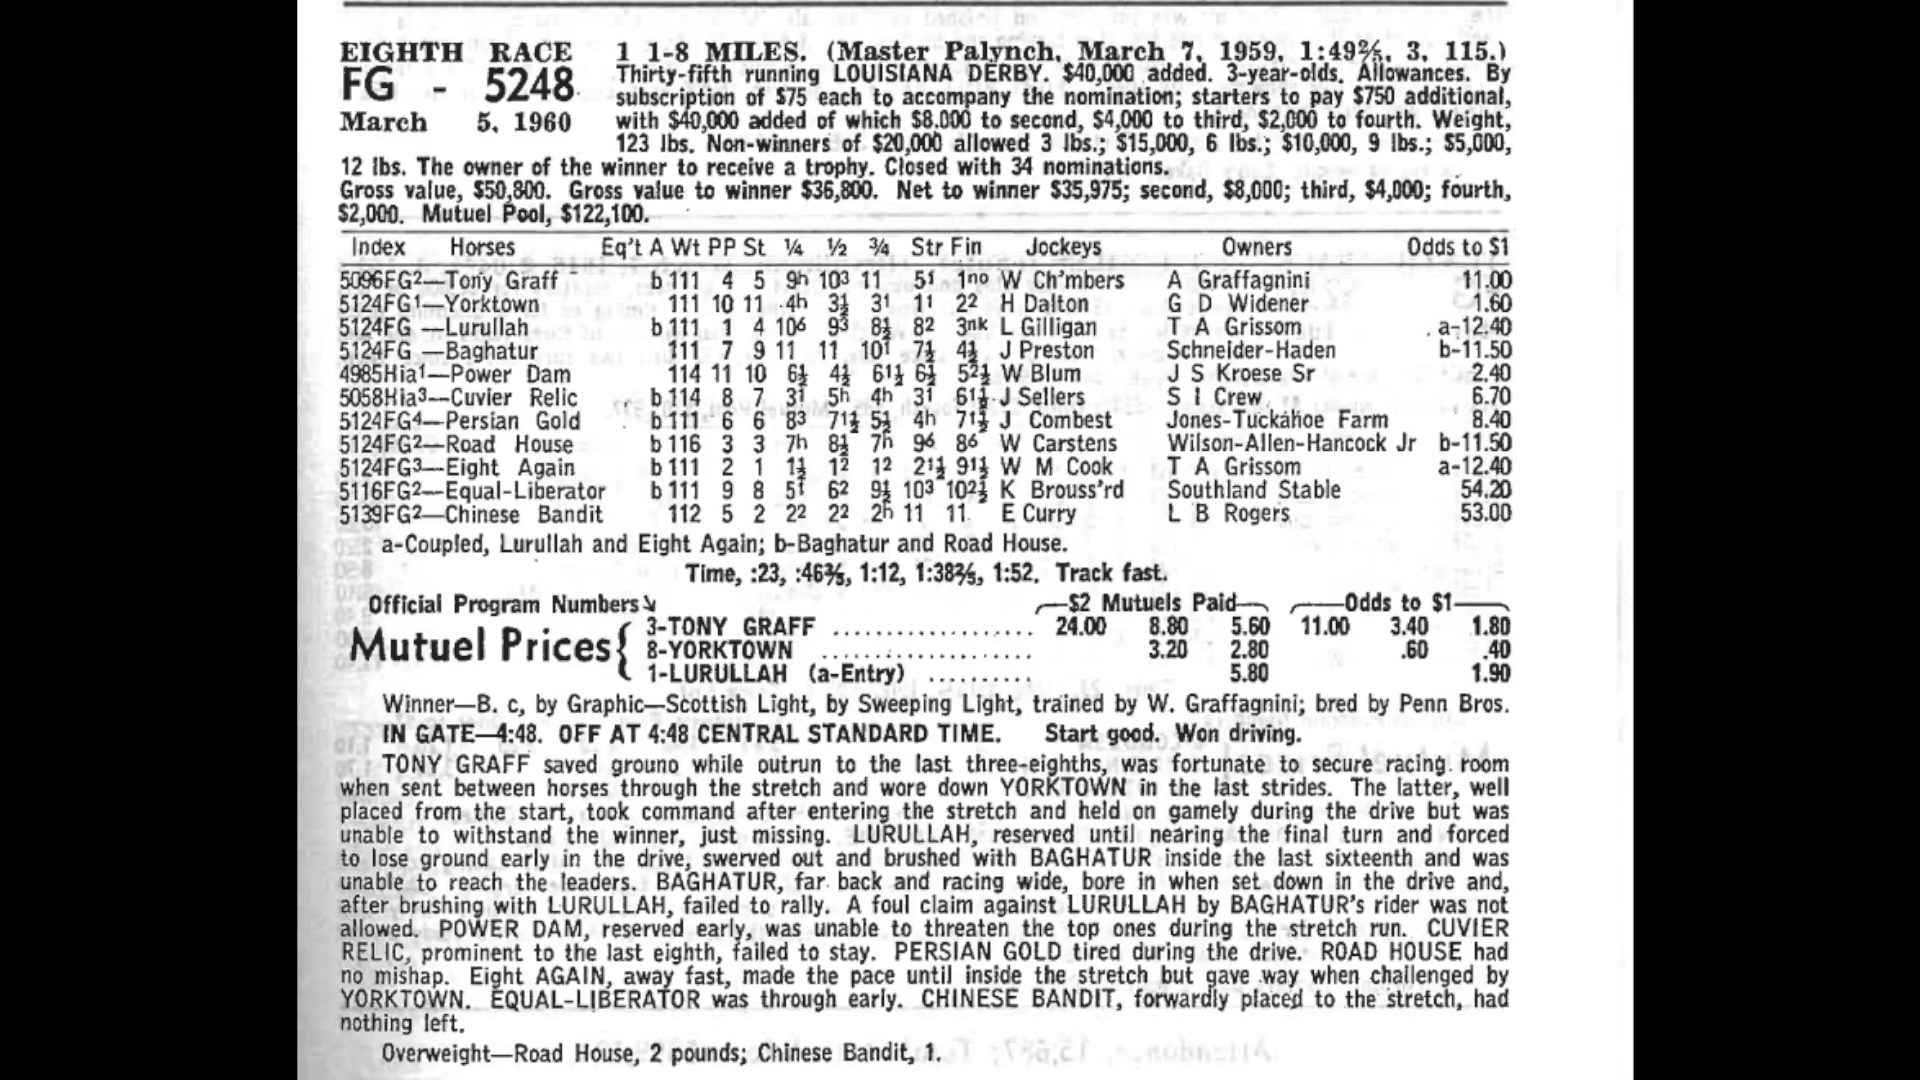 EIGHTH RACE 1 1-8 MILES. (Master Palynch, March 7, 1959, 1:49⅖, 3, 115.)
FG - 5248 Thirty-fifth running LOUISIANA DERBY. $40,000 added. 3-year-olds. Allowances. By
subscription of $75 each to accompany the nomination; starters to pay $750 additional,
March 5, 1960 with $40,000 added of which $8.000 to second, $4,000 to third, $2,000 to fourth. Weight,
123 lbs. Non-winners of $20,000 allowed 3 lbs.; $15,000, 6 lbs.; $10,000, 9 lbs.; $5,000,
12 lbs. The owner of the winner to receive a trophy. Closed with 34 nominations.
Gross value, $50,800. Gross value to winner $36,800. Net to winner $35,975; second, $8,000; third, $4,000; fourth,
$2,000. Mutuel Pool, $122,100.
Index Horses Eq't A Wt PP St ¼ ½ ¾ Str Fin Jockeys Owners Odds to $1
5096FG2—Tony Graff b 111 4 5 9h 103 11 51 1no W Ch'mbers A Graffagnini 11.00
5124FG1—Yorktown 111 10 11 4h 3½ 31 11 22 H Dalton G D Widener 1.60
5124FG —Lurullah b 111 1 4 106 93 8½ 82 3nk L Gilligan T A Grissom a-12.40
5124FG —Baghatur 111 7 9 11 11 101 7½ 4½ J Preston Schneider-Haden b-11.50
4985Hia1—Power Dam 114 11 10 6½ 4½ 61½ 6½ 52½ W Blum J S Kroese Sr 2.40
5058Hia3—Cuvier Relic b 114 8 7 31 5h 4h 31 61½ J Sellers S I Crew 6.70
5124FG4—Persian Gold b 111 6 6 83 71½ 5½ 4h 71½ J Combest Jones-Tuckahoe Farm 8.40
5124FG2—Road House b 116 3 3 7h 8½ 7h 96 86 W Carstens Wilson-Allen-Hancock Jr b-11.50
5124FG3—Eight Again b 111 2 1 1½ 12 12 21½ 91½ W M Cook T A Grissom a-12.40
5116FG2—Equal-Liberator b 111 9 8 51 62 9½ 103 102½ K Brouss'rd Southland Stable 54.20
5139FG2—Chinese Bandit 112 5 2 22 22 2h 11 11 E Curry L B Rogers 53.00
a-Coupled, Lurullah and Eight Again; b-Baghatur and Road House.
Time, :23, :46⅗, 1:12, 1:38⅖, 1:52. Track fast.
Official Program Numbers $2 Mutuels Paid Odds to $1
3-TONY GRAFF .................. 24.00 8.80 5.60 11.00 3.40 1.80
Mutuel Prices 8-YORKTOWN .................. 3.20 2.80 .60 .40
1-LURULLAH (a-Entry) .......... 5.80 1.90
Winner—B. c, by Graphic—Scottish Light, by Sweeping Light, trained by W. Graffagnini; bred by Penn Bros.
IN GATE—4:48. OFF AT 4:48 CENTRAL STANDARD TIME. Start good. Won driving.
TONY GRAFF saved ground while outrun to the last three-eighths, was fortunate to secure racing room
when sent between horses through the stretch and wore down YORKTOWN in the last strides. The latter, well
placed from the start, took command after entering the stretch and held on gamely during the drive but was
unable to withstand the winner, just missing. LURULLAH, reserved until nearing the final turn and forced
to lose ground early in the drive, swerved out and brushed with BAGHATUR inside the last sixteenth and was
unable to reach the leaders. BAGHATUR, far back and racing wide, bore in when set down in the drive and,
after brushing with LURULLAH, failed to rally. A foul claim against LURULLAH by BAGHATUR's rider was not
allowed. POWER DAM, reserved early, was unable to threaten the top ones during the stretch run. CUVIER
RELIC, prominent to the last eighth, failed to stay. PERSIAN GOLD tired during the drive. ROAD HOUSE had
no mishap. Eight AGAIN, away fast, made the pace until inside the stretch but gave way when challenged by
YORKTOWN. EQUAL-LIBERATOR was through early. CHINESE BANDIT, forwardly placed to the stretch, had
nothing left.
Overweight—Road House, 2 pounds; Chinese Bandit, 1.